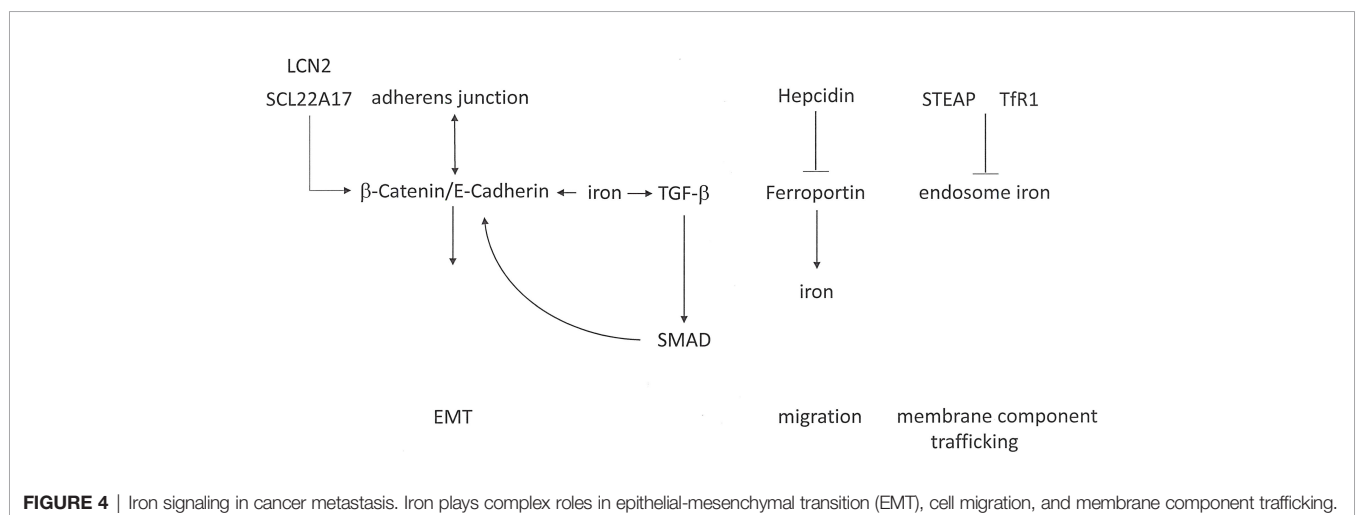 LCN2
SCL22A17
adherens junction
Hepcidin
STEAP TfR1
β-Catenin/E-Cadherin
iron
TGF-β
Ferroportin
endosome iron
iron
SMAD
EMT
migration
membrane component
trafficking
FIGURE 4 | Iron signaling in cancer metastasis. Iron plays complex roles in epithelial-mesenchymal transition (EMT), cell migration, and membrane component trafficking.